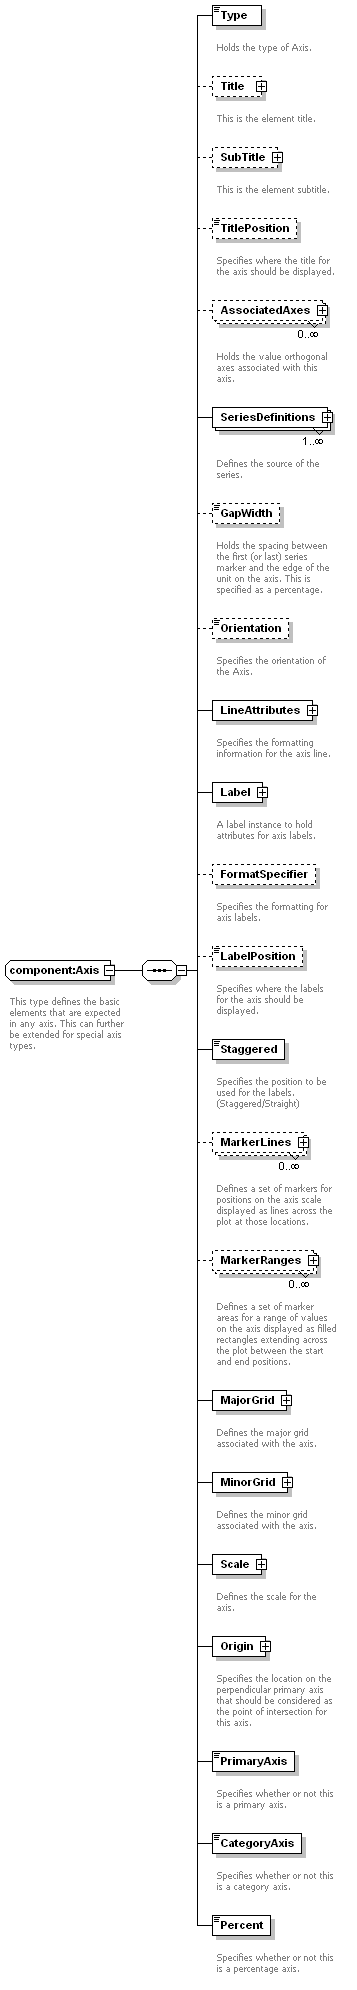 Type
Holds the type of Axis.
Title
This is the element title.
SubTitle
This is the element subtitle.
TitlePosition
Specifies where the title for
the axis should be displayed.
AssociatedAxes
0..∞
Holds the value orthogonal
axes associated with this
axis.
SeriesDefinitions
1..∞
Defines the source of the
series.
GapWidth
Holds the spacing between
the first (or last) series
marker and the edge of the
unit on the axis. This is
specified as a percentage.
Orientation
Specifies the orientation of
the Axis.
LineAttributes
Specifies the formatting
information for the axis line.
Label
A label instance to hold
attributes for axis labels.
FormatSpecifier
Specifies the formatting for
axis labels.
component:Axis
This type defines the basic
elements that are expected
in any axis. This can further
be extended for special axis
types.
LabelPosition
Specifies where the labels
for the axis should be
displayed.
Staggered
Specifies the position to be
used for the labels.
(Staggered/Straight)
MarkerLines
0..∞
Defines a set of markers for
positions on the axis scale
displayed as lines across the
plot at those locations.
MarkerRanges
0..∞
Defines a set of marker
areas for a range of values
on the axis displayed as filled
rectangles extending across
the plot between the start
and end positions.
MajorGrid
Defines the major grid
associated with the axis.
MinorGrid
Defines the minor grid
associated with the axis.
Scale
Defines the scale for the
axis.
Origin
Specifies the location on the
perpendicular primary axis
that should be considered as
the point of intersection for
this axis.
PrimaryAxis
Specifies whether or not this
is a primary axis.
CategoryAxis
Specifies whether or not this
is a category axis.
Percent
Specifies whether or not this
is a percentage axis.